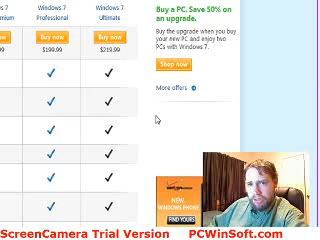 Windows 7
Professional
Windows 7
Ultimate
Buy now
Buy now
$199.99
$219.99
Buy a PC. Save 50% on
an upgrade.
Buy the upgrade when you buy
your new PC and enjoy two
PCs with Windows 7.
Shop now
More offers
NEW
WINDOWS PHONE
FIND YOURS
ScreenCamera Trial Version PCWinSoft.com